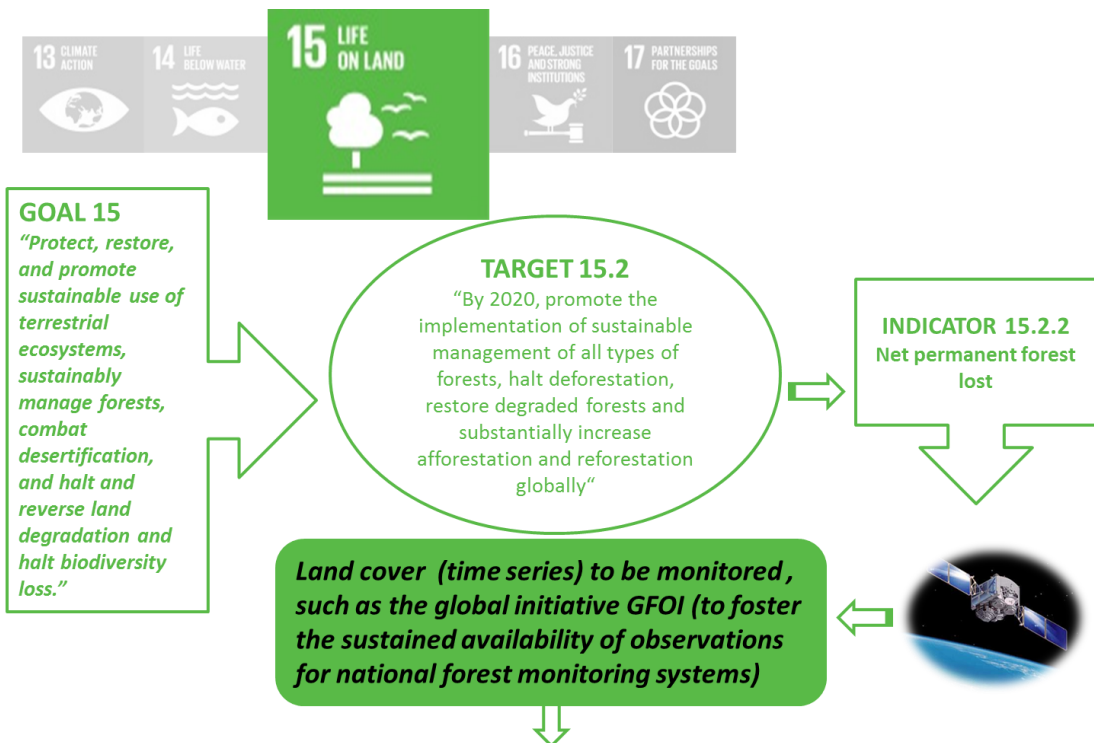 13 CLIMATE
ACTION
14 LIFE
BELOW WATER
15 LIFE
ON LAND
16 PEACE, JUSTICE
AND STRONG
INSTITUTIONS
17 PARTNERSHIPS
FOR THE GOALS
GOAL 15
“Protect, restore,
and promote
sustainable use of
terrestrial
ecosystems,
sustainably
manage forests,
combat
desertification,
and halt and
reverse land
degradation and
halt biodiversity
loss.”
TARGET 15.2
“By 2020, promote the
implementation of sustainable
management of all types of
forests, halt deforestation,
restore degraded forests and
substantially increase
afforestation and reforestation
globally“
INDICATOR 15.2.2
Net permanent forest
lost
Land cover (time series) to be monitored ,
such as the global initiative GFOI (to foster
the sustained availability of observations
for national forest monitoring systems)